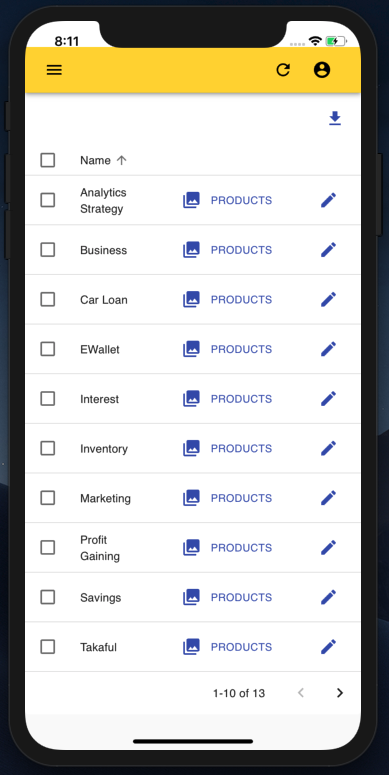 8:11
Name
Analytics
Strategy
PRODUCTS
Business
PRODUCTS
Car Loan
PRODUCTS
EWallet
PRODUCTS
Interest
PRODUCTS
Inventory
PRODUCTS
Marketing
PRODUCTS
Profit
Gaining
PRODUCTS
Savings
PRODUCTS
Takaful
PRODUCTS
1-10 of 13